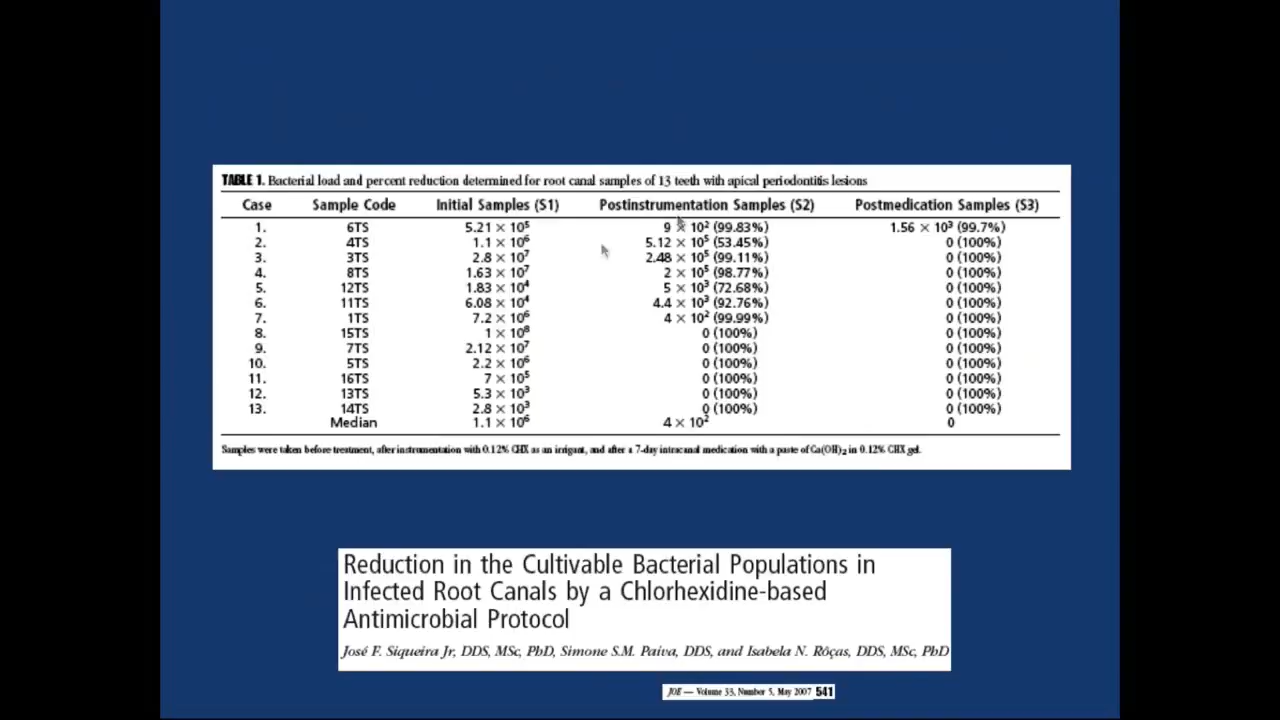 TABLE 1. Bacterial load and percent reduction determined for root canal samples of 13 teeth with apical periodontitis lesions
Case Sample Code Initial Samples (S1) Postinstrumentation Samples (S2) Postmedication Samples (S3)
1. 6TS 5.21 × 10⁵ 9 × 10² (99.83%) 1.56 × 10³ (99.7%)
2. 4TS 1.1 × 10⁶ 5.12 × 10⁵ (53.45%) 0 (100%)
3. 3TS 2.8 × 10⁷ 2.48 × 10⁵ (99.11%) 0 (100%)
4. 8TS 1.63 × 10⁷ 2 × 10⁵ (98.77%) 0 (100%)
5. 12TS 1.83 × 10⁴ 5 × 10³ (72.68%) 0 (100%)
6. 11TS 6.08 × 10⁴ 4.4 × 10³ (92.76%) 0 (100%)
7. 1TS 7.2 × 10⁶ 4 × 10² (99.99%) 0 (100%)
8. 15TS 1 × 10⁸ 0 (100%) 0 (100%)
9. 7TS 2.12 × 10⁷ 0 (100%) 0 (100%)
10. 5TS 2.2 × 10⁶ 0 (100%) 0 (100%)
11. 16TS 7 × 10⁵ 0 (100%) 0 (100%)
12. 13TS 5.3 × 10³ 0 (100%) 0 (100%)
13. 14TS 2.8 × 10³ 0 (100%) 0 (100%)
Median 1.1 × 10⁶ 4 × 10² 0
Samples were taken before treatment, after instrumentation with 0.12% CHX as an irrigant, and after a 7-day intracanal medication with a paste of Ca(OH)₂ in 0.12% CHX gel.
Reduction in the Cultivable Bacterial Populations in
Infected Root Canals by a Chlorhexidine-based
Antimicrobial Protocol
José F. Siqueira Jr, DDS, MSc, PhD, Simone S.M. Paiva, DDS, and Isabela N. Rôças, DDS, MSc, PhD
JOE — Volume 33, Number 5, May 2007 541